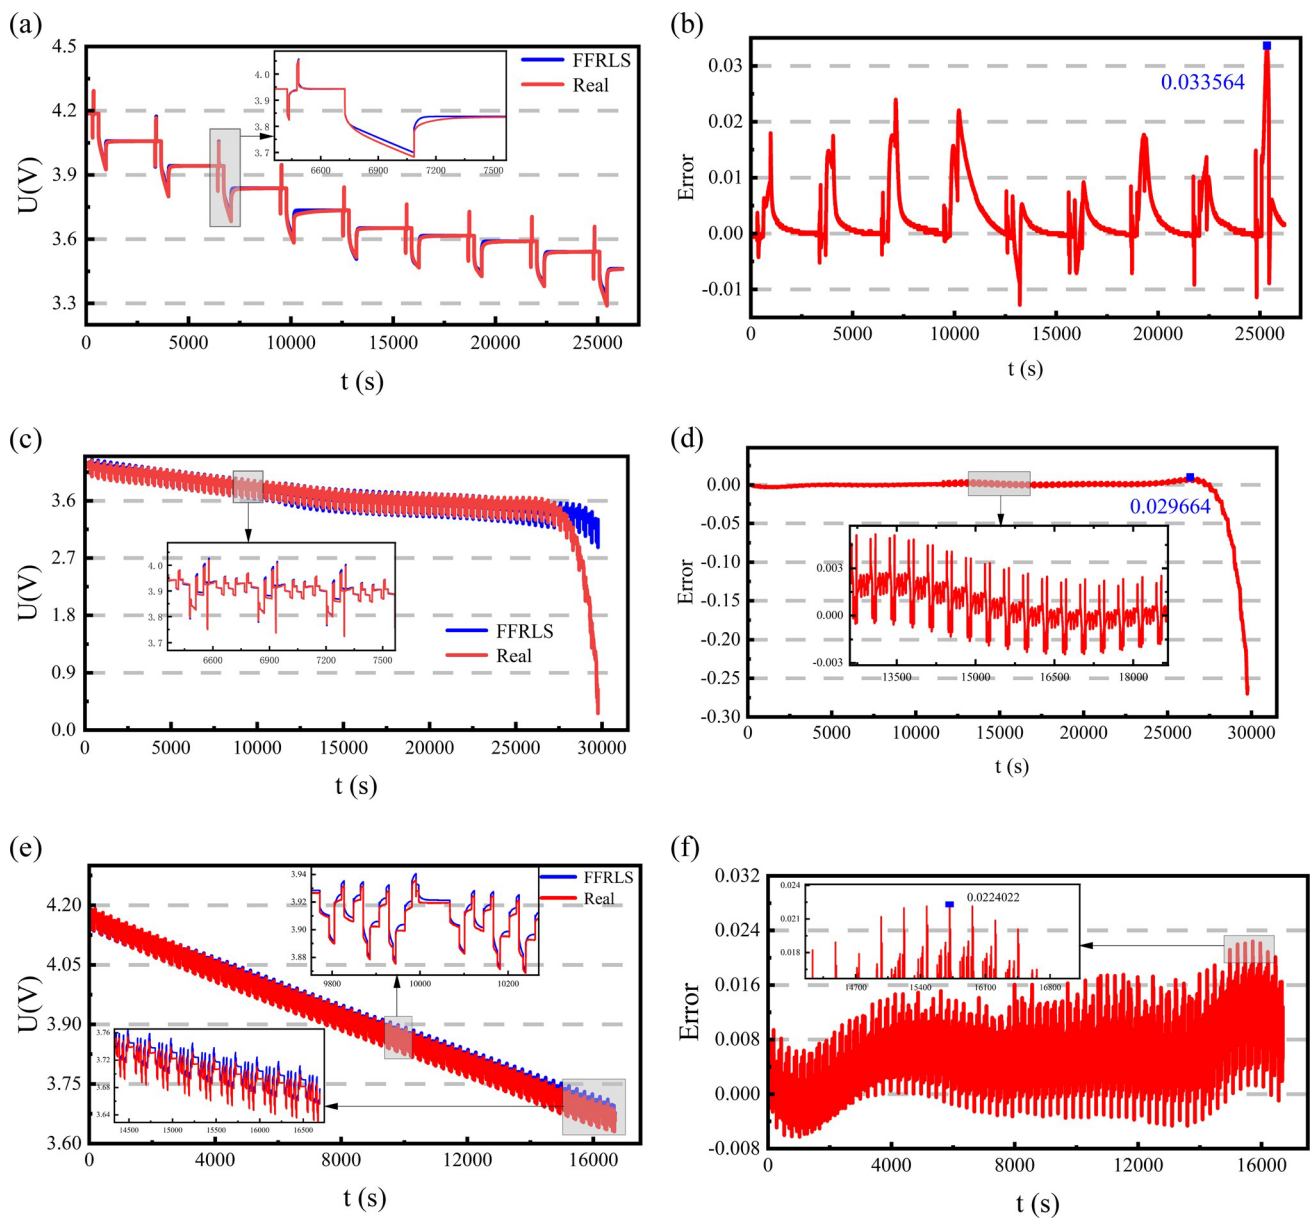 (a)
4.5
4.2
3.9
3.6
3.3
U(V)
0 5000 10000 15000 20000 25000
t (s)
FFRLS
Real
4.0
3.9
3.8
3.7
6600 6900 7200 7500
(b)
0.03
0.02
0.01
0.00
-0.01
Error
0 5000 10000 15000 20000 25000
t (s)
0.033564
(c)
3.6
2.7
1.8
0.9
0.0
U(V)
0 5000 10000 15000 20000 25000 30000
t (s)
4.0
3.9
3.8
3.7
6600 6900 7200 7500
FFRLS
Real
(d)
0.00
-0.05
-0.10
-0.15
-0.20
-0.25
-0.30
Error
0 5000 10000 15000 20000 25000 30000
t (s)
0.029664
0.003
0.000
-0.003
13500 15000 16500 18000
(e)
4.20
4.05
3.90
3.75
3.60
U(V)
0 4000 8000 12000 16000
t (s)
FFRLS
Real
3.94
3.92
3.90
3.88
9800 10000 10200
3.76
3.72
3.68
3.64
14500 15000 15500 16000 16500
(f)
0.032
0.024
0.016
0.008
0.000
-0.008
Error
0 4000 8000 12000 16000
t (s)
0.024
0.021
0.018
14700 15400 16100 16800
0.0224022